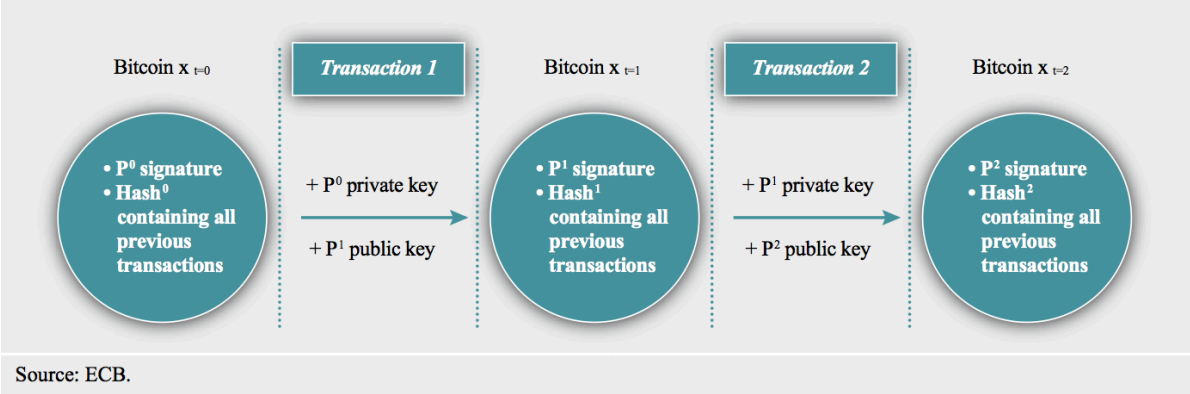 Bitcoin x t=0
Transaction 1
Bitcoin x t=1
Transaction 2
Bitcoin x t=2
• P⁰ signature
• Hash⁰
containing all
previous
transactions
+ P⁰ private key
+ P¹ public key
• P¹ signature
• Hash¹
containing all
previous
transactions
+ P¹ private key
+ P² public key
• P² signature
• Hash²
containing all
previous
transactions
Source: ECB.